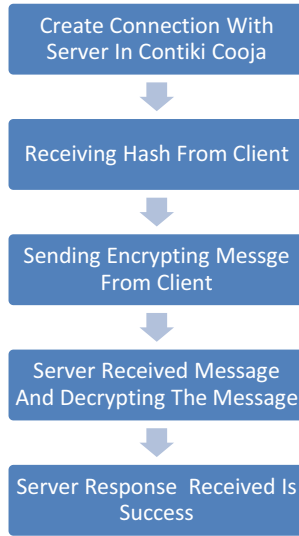 Create Connection With
Server In Contiki Cooja
Receiving Hash From Client
Sending Encrypting Messge
From Client
Server Received Message
And Decrypting The Message
Server Response  Received Is
Success